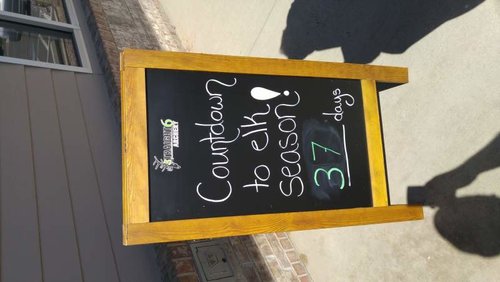 Countdown
to elk!
season
37 days